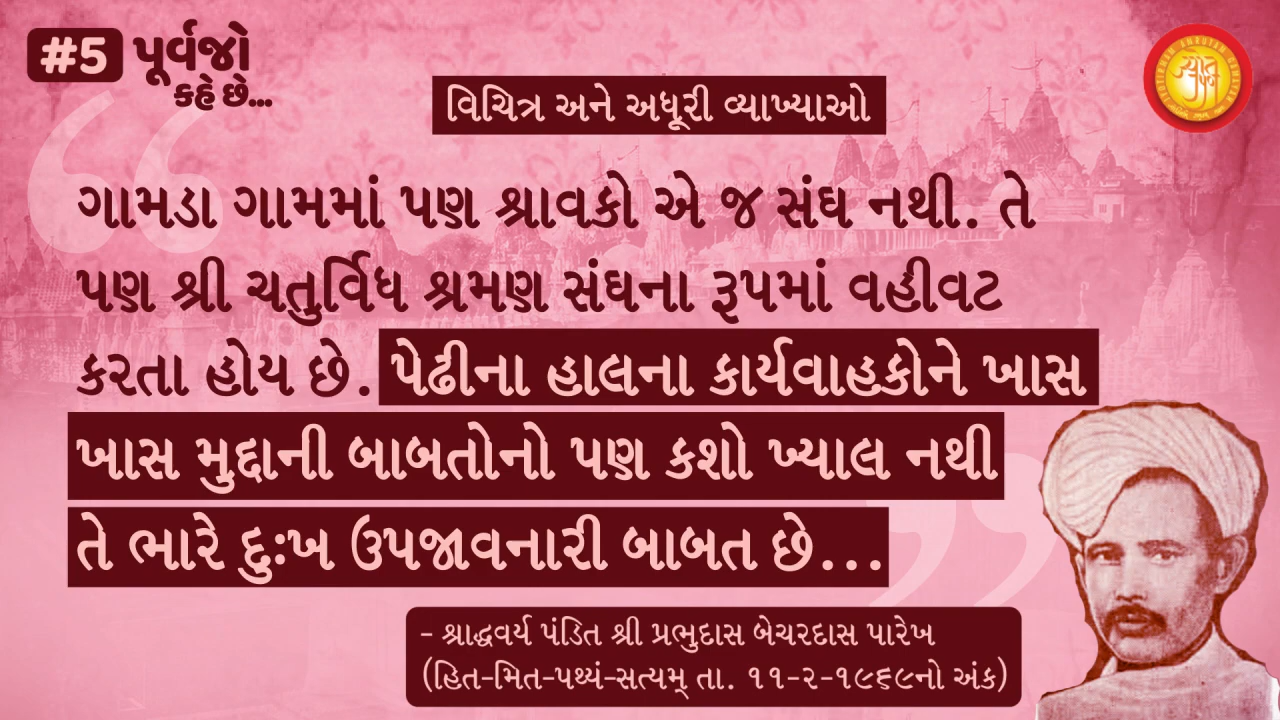 #5 પૂર્વજો
કહે છે...
વિચિત્ર અને અધૂરી વ્યાખ્યાઓ
ગામડા ગામમાં પણ શ્રાવકો એ જ સંઘ નથી. તે
પણ શ્રી ચતુર્વિધ શ્રમણ સંઘના રૂપમાં વહીવટ
કરતા હોય છે. પેઢીના હાલના કાર્યવાહકોને ખાસ
ખાસ મુદ્દાની બાબતોનો પણ કશો ખ્યાલ નથી
તે ભારે દુઃખ ઉપજાવનારી બાબત છે...
- શ્રાદ્ધવર્ય પંડિત શ્રી પ્રભુદાસ બેચરદાસ પારેખ
(હિત-મિત-પથ્યં-સત્યમ્ તા. ૧૧-૨-૧૯૬૯નો અંક)